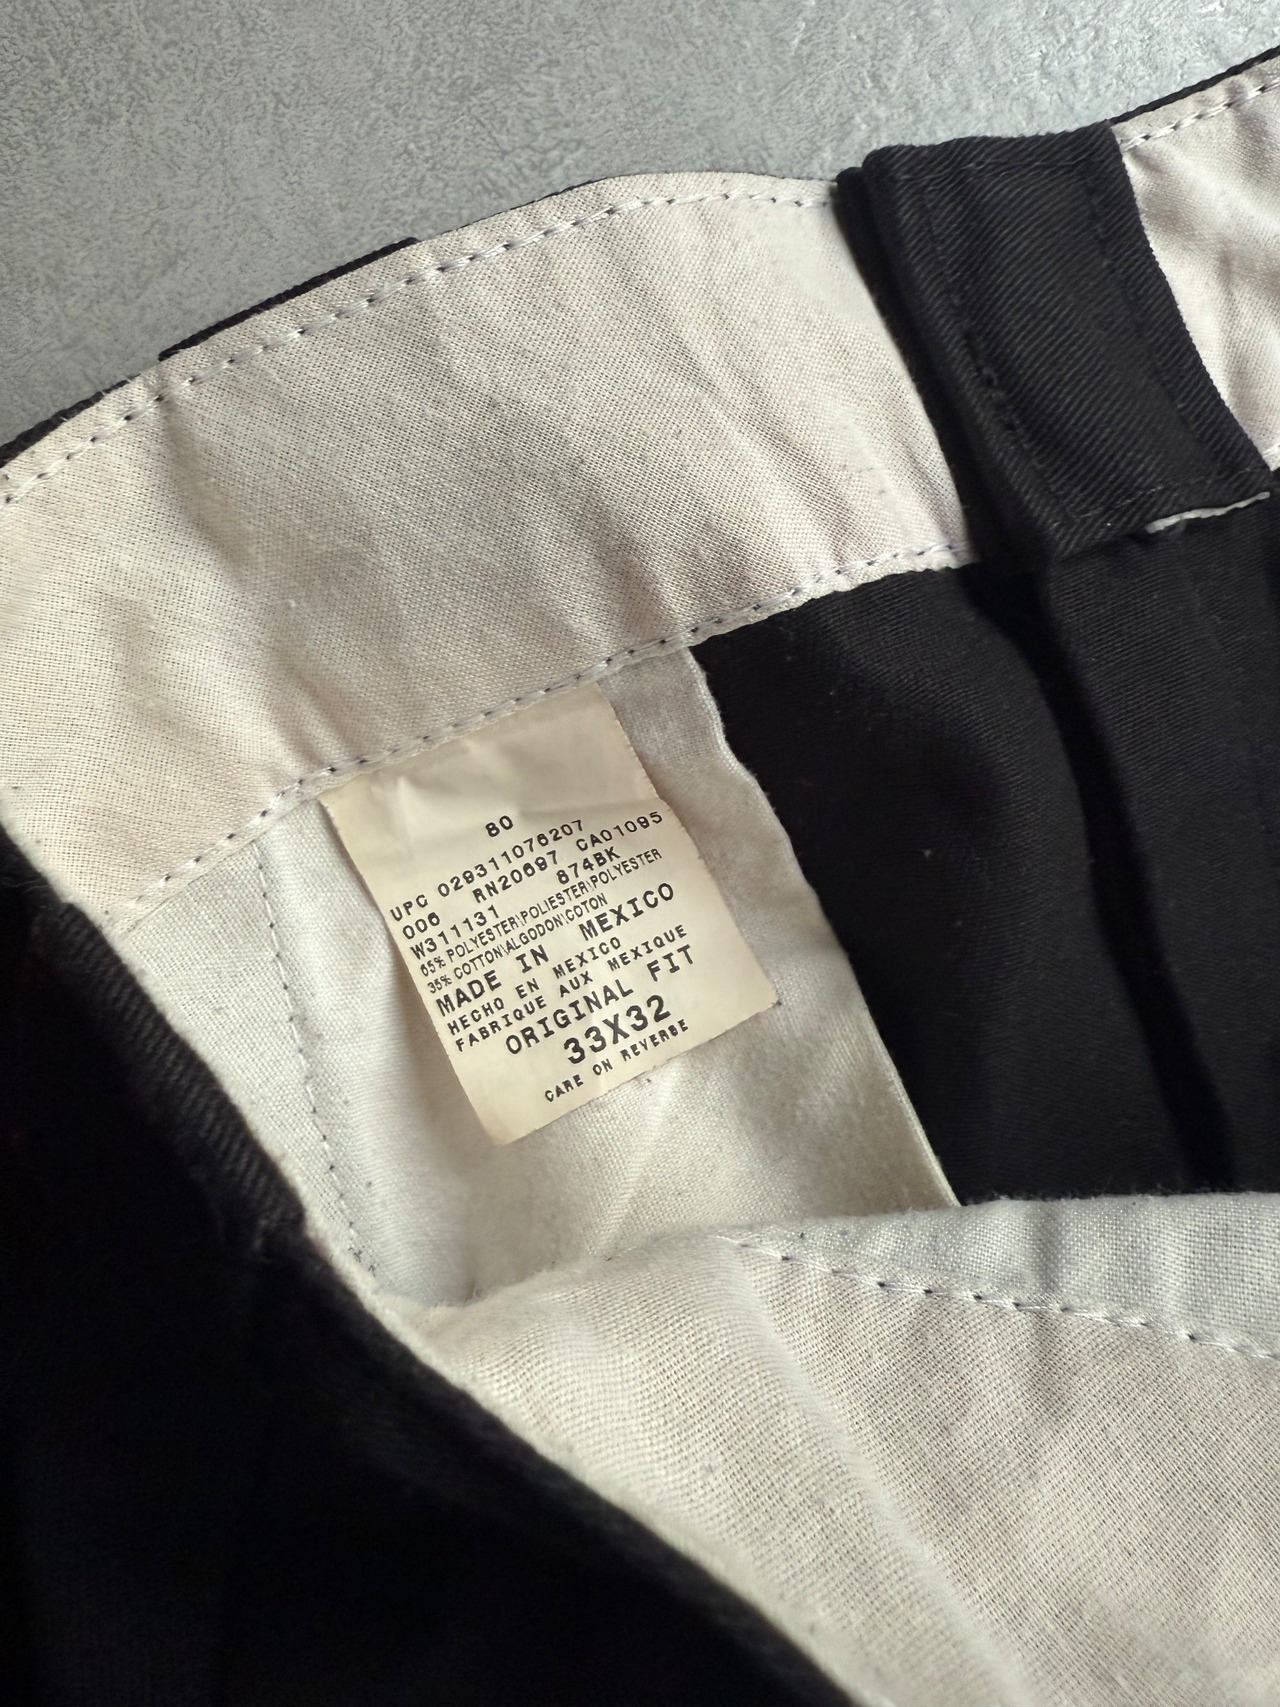 80
UPC 029311076207
006 RN20697 CA01095
W311131 874BK
65% POLYESTER\POLIESTER\POLYESTER
35% COTTON\ALGODON\COTON
MADE IN MEXICO
HECHO EN MEXICO
FABRIQUE AUX MEXIQUE
ORIGINAL FIT
33X32
CARE ON REVERSE